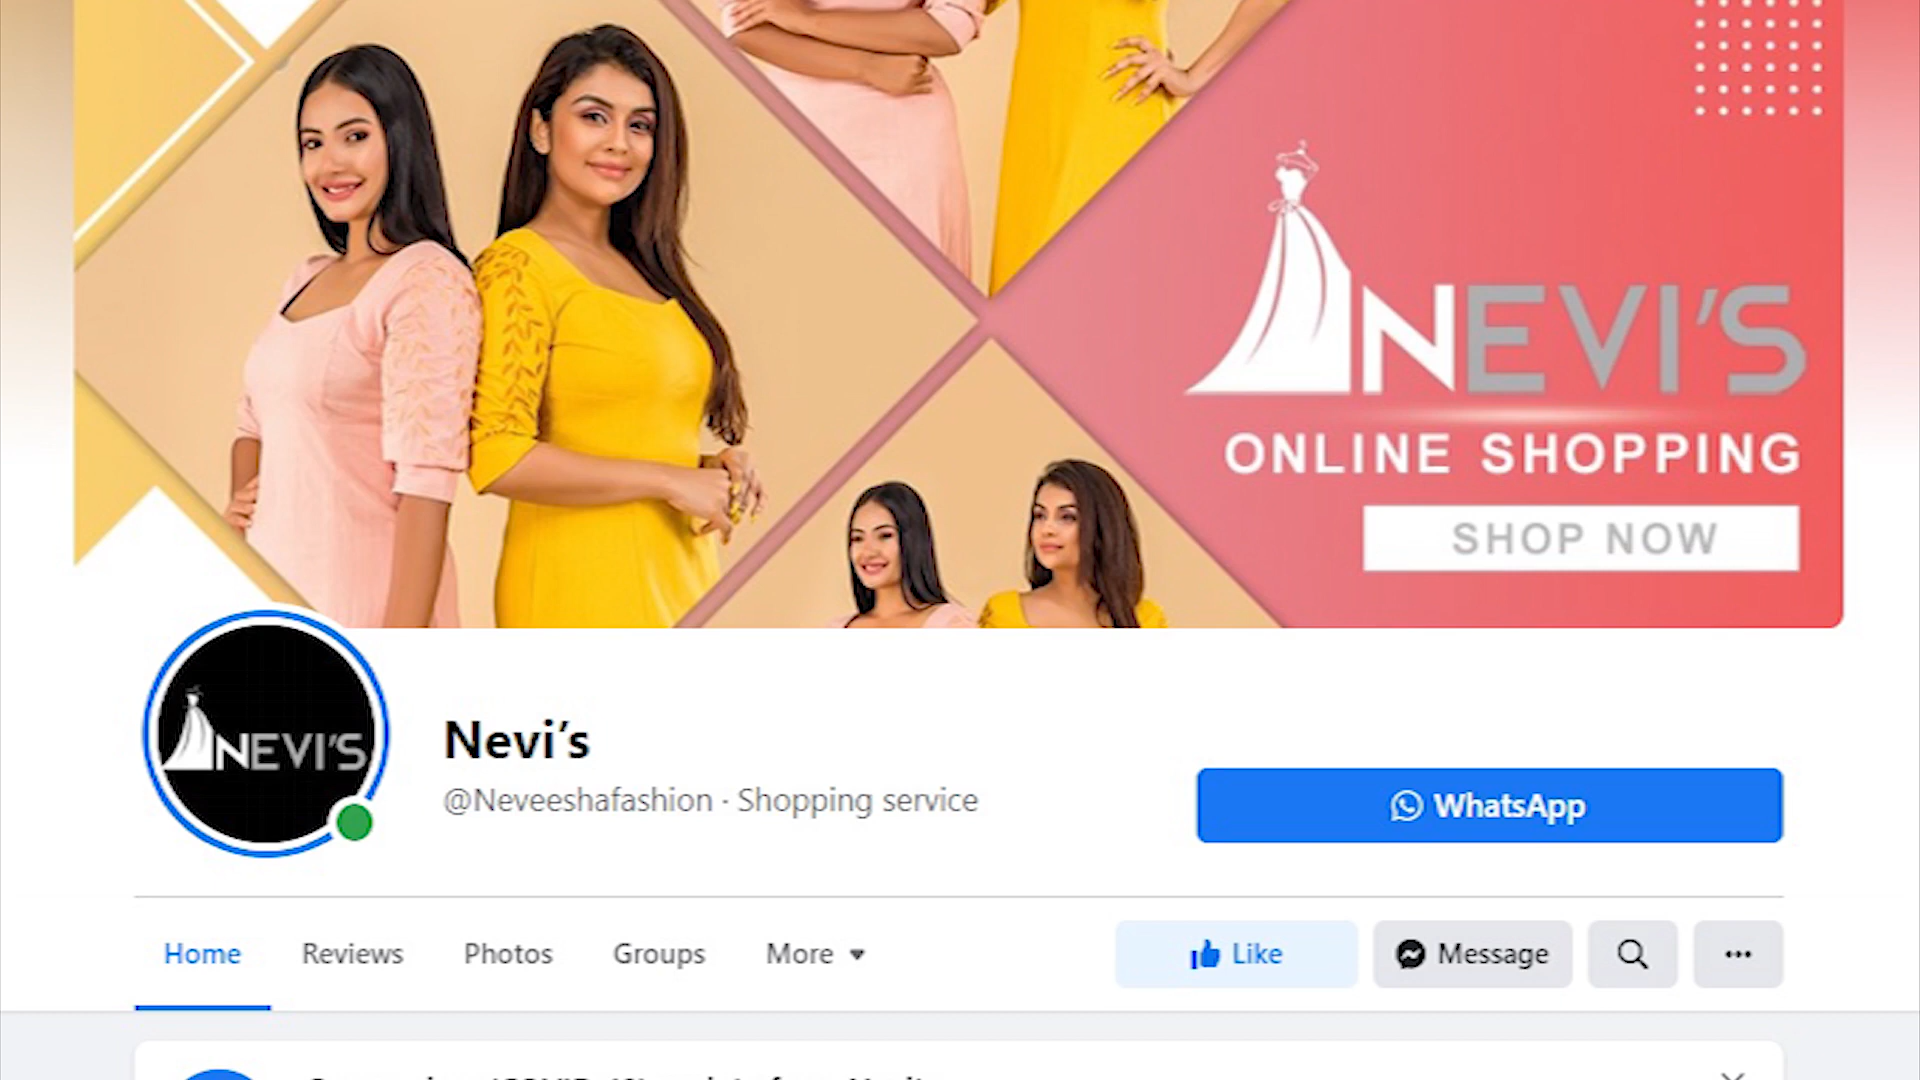 NEVI'S
ONLINE SHOPPING
SHOP NOW
NEVI'S
Nevi's
@Neveeshafashion · Shopping service
WhatsApp
Home Reviews Photos Groups More
Like Message